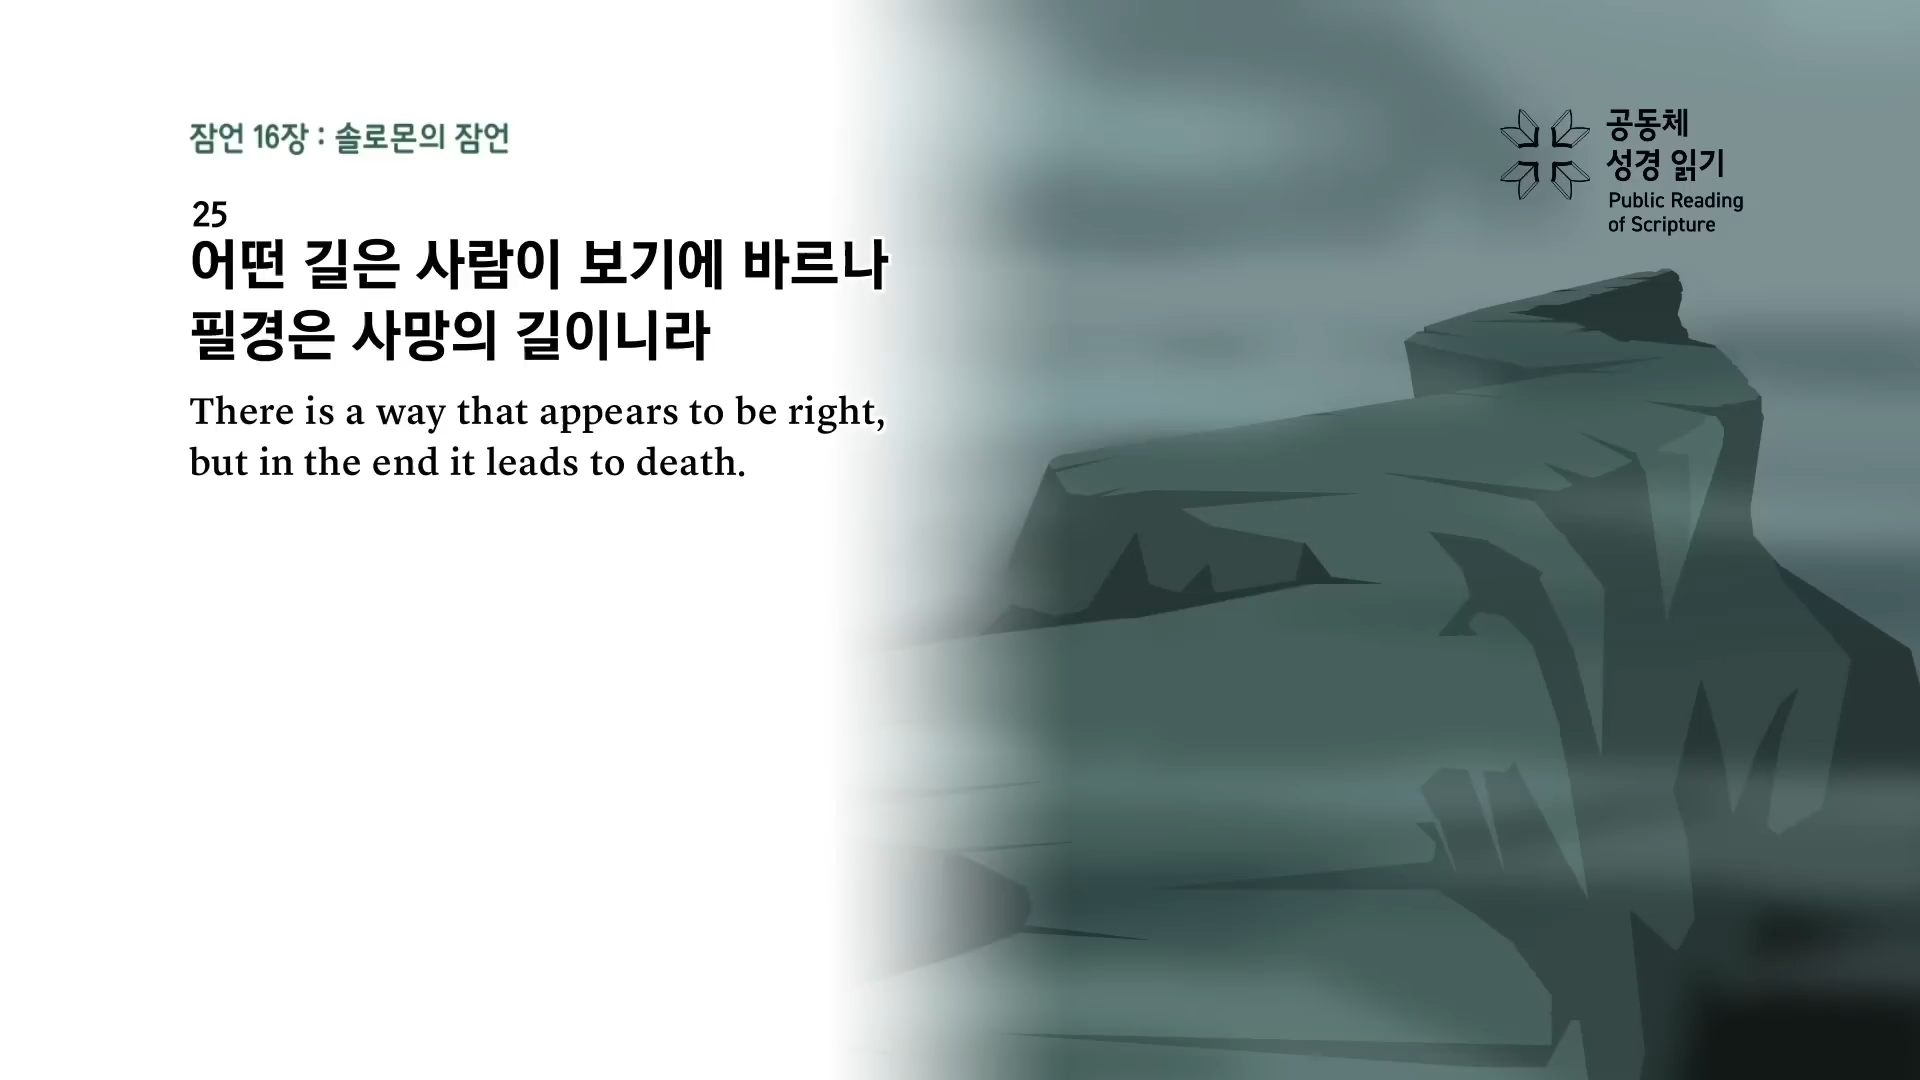 잠언 16장 : 솔로몬의 잠언
25
어떤 길은 사람이 보기에 바르나
필경은 사망의 길이니라
There is a way that appears to be right,
but in the end it leads to death.
공동체
성경 읽기
Public Reading
of Scripture